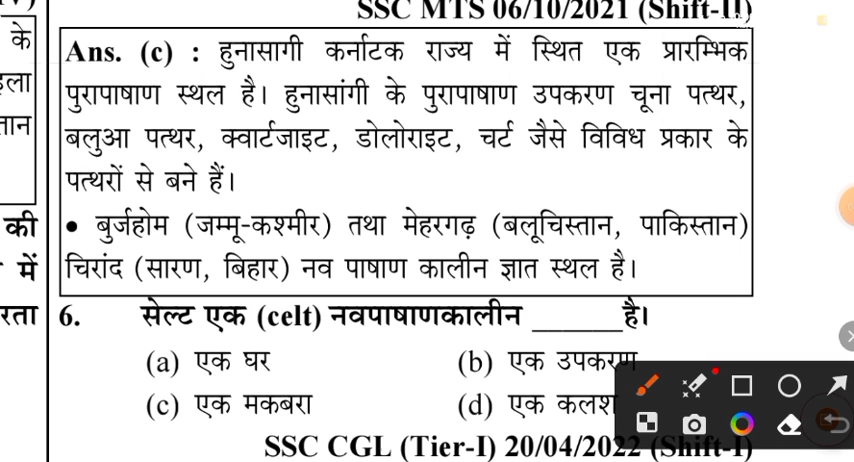 SSC MTS 06/10/2021 (Shift-II)
के
Ans. (c) : हुनासागी कर्नाटक राज्य में स्थित एक प्रारम्भिक
पुरापाषाण स्थल है। हुनासांगी के पुरापाषाण उपकरण चूना पत्थर,
बलुआ पत्थर, क्वार्टजाइट, डोलोराइट, चर्ट जैसे विविध प्रकार के
पत्थरों से बने हैं।
की
• बुर्जहोम (जम्मू-कश्मीर) तथा मेहरगढ़ (बलूचिस्तान, पाकिस्तान)
में
चिरांद (सारण, बिहार) नव पाषाण कालीन ज्ञात स्थल है।
6. सेल्ट एक (celt) नवपाषाणकालीन ______है।
(a) एक घर (b) एक उपकरण
(c) एक मकबरा (d) एक कलश
SSC CGL (Tier-I) 20/04/2022 (Shift-I)